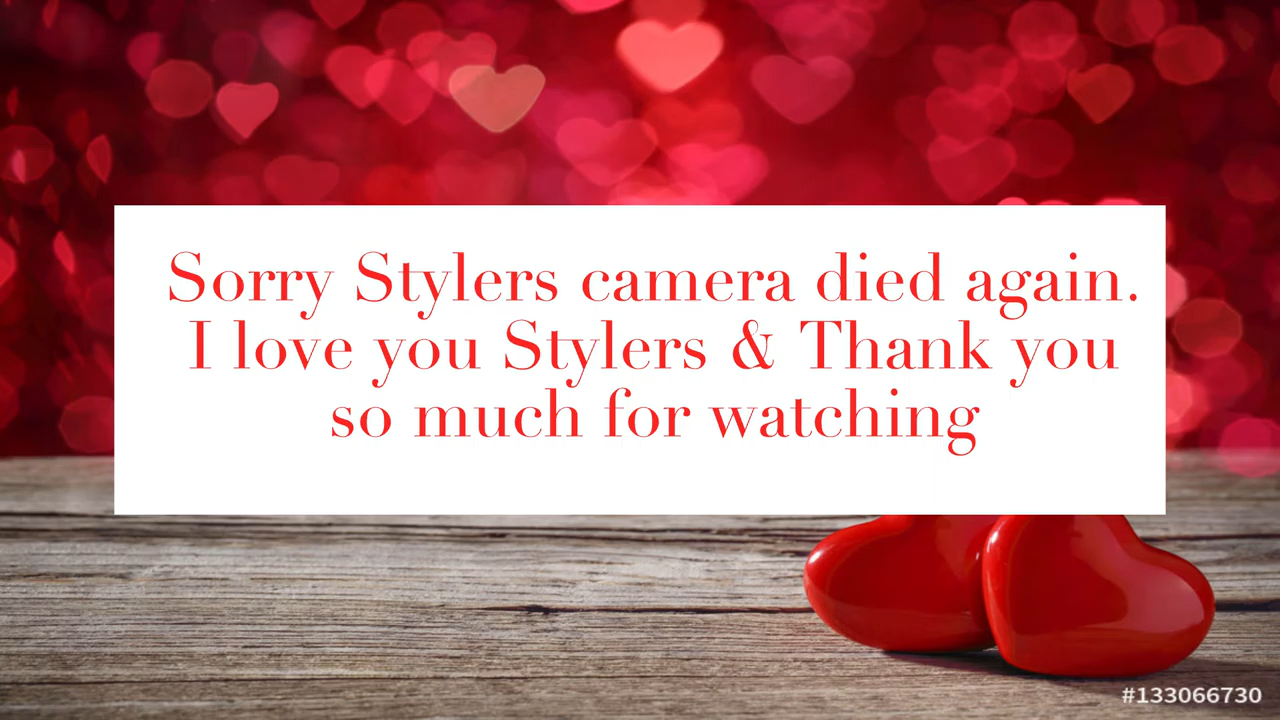 Sorry Stylers camera died again.
I love you Stylers & Thank you
so much for watching
#133066730